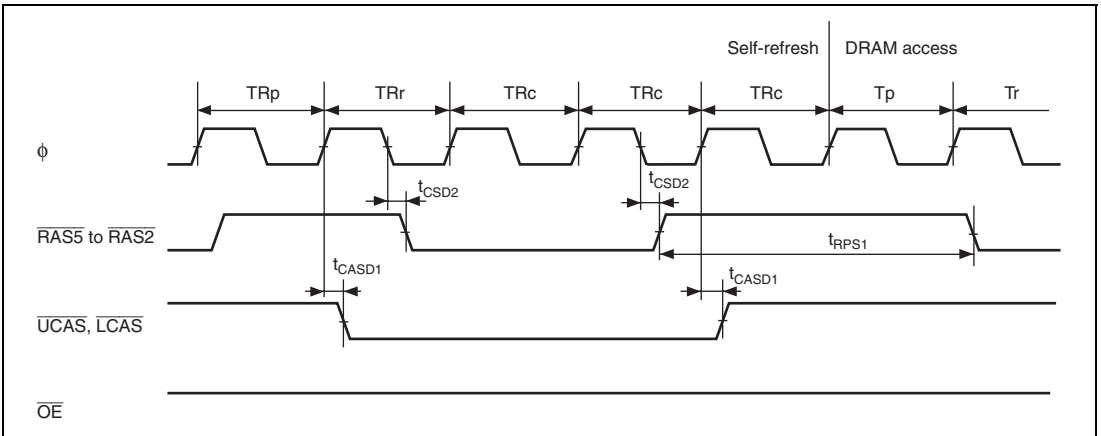 Self-refresh DRAM access
TRp TRr TRc TRc TRc Tp Tr
ϕ
tCSD2 tCSD2
RAS5 to RAS2
tRPS1
tCASD1 tCASD1
UCAS, LCAS
OE